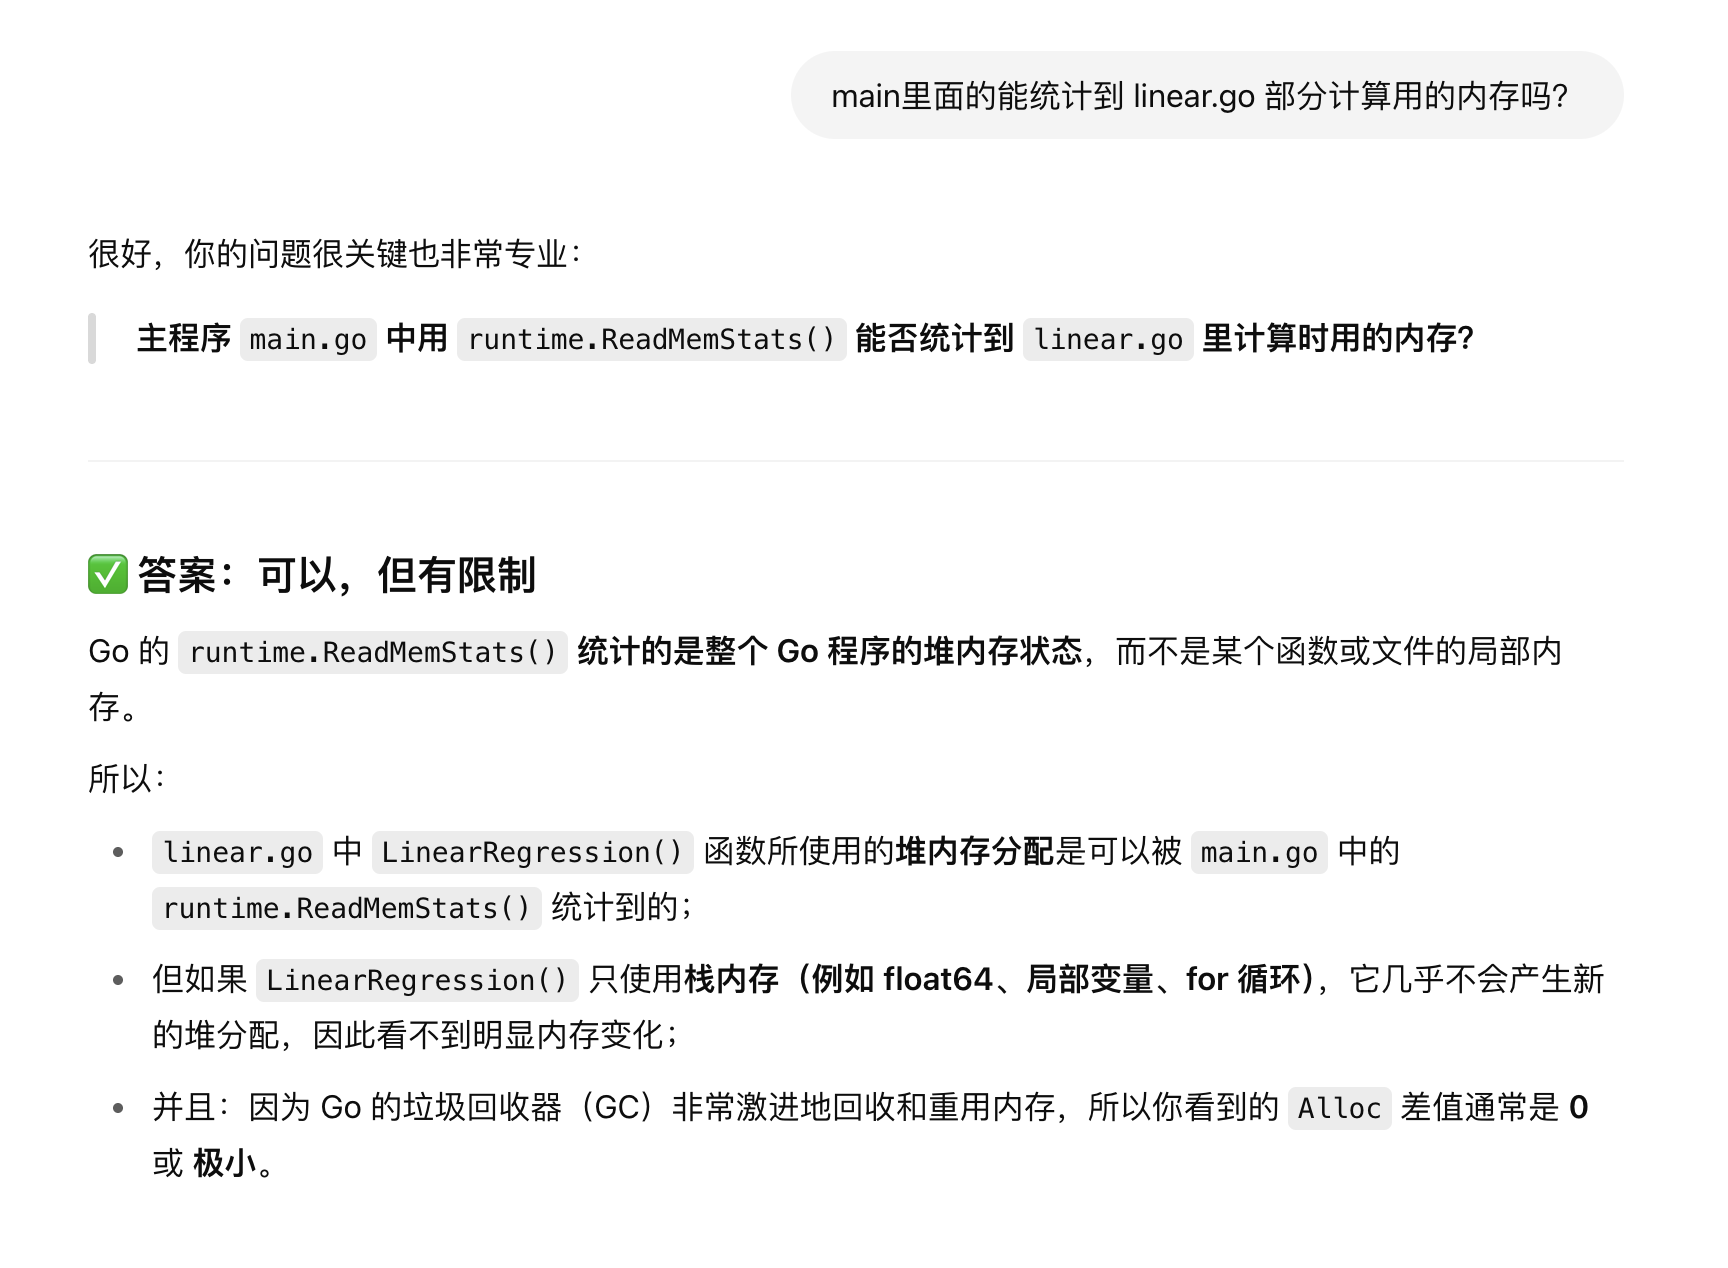 main里面的能统计到 linear.go 部分计算用的内存吗?
很好，你的问题很关键也非常专业：
主程序 main.go 中用 runtime.ReadMemStats() 能否统计到 linear.go 里计算时用的内存?
✅ 答案：可以，但有限制
Go 的 runtime.ReadMemStats() 统计的是整个 Go 程序的堆内存状态，而不是某个函数或文件的局部内
存。
所以：
• linear.go 中 LinearRegression() 函数所使用的堆内存分配是可以被 main.go 中的
runtime.ReadMemStats() 统计到的；
• 但如果 LinearRegression() 只使用栈内存（例如 float64、局部变量、for 循环），它几乎不会产生新
的堆分配，因此看不到明显内存变化；
• 并且：因为 Go 的垃圾回收器（GC）非常激进地回收和重用内存，所以你看到的 Alloc 差值通常是 0
或 极小。